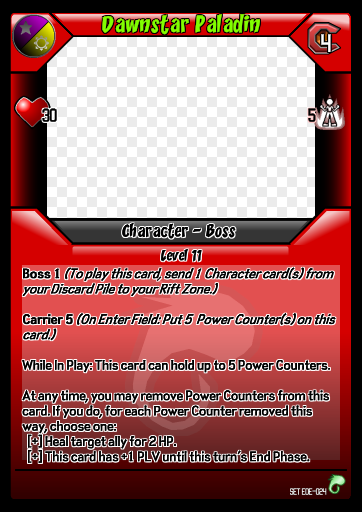 Dawnstar Paladin
4
30
5
Character - Boss
Level 11
Boss 1 (To play this card, send 1 Character card(s) from
your Discard Pile to your Rift Zone.)
Carrier 5 (On Enter Field: Put 5 Power Counter(s) on this
card.)
While In Play: This card can hold up to 5 Power Counters.
At any time, you may remove Power Counters from this
card. If you do, for each Power Counter removed this
way, choose one:
[•] Heal target ally for 2 HP.
[•] This card has +1 PLV until this turn's End Phase.
SET EOE-024